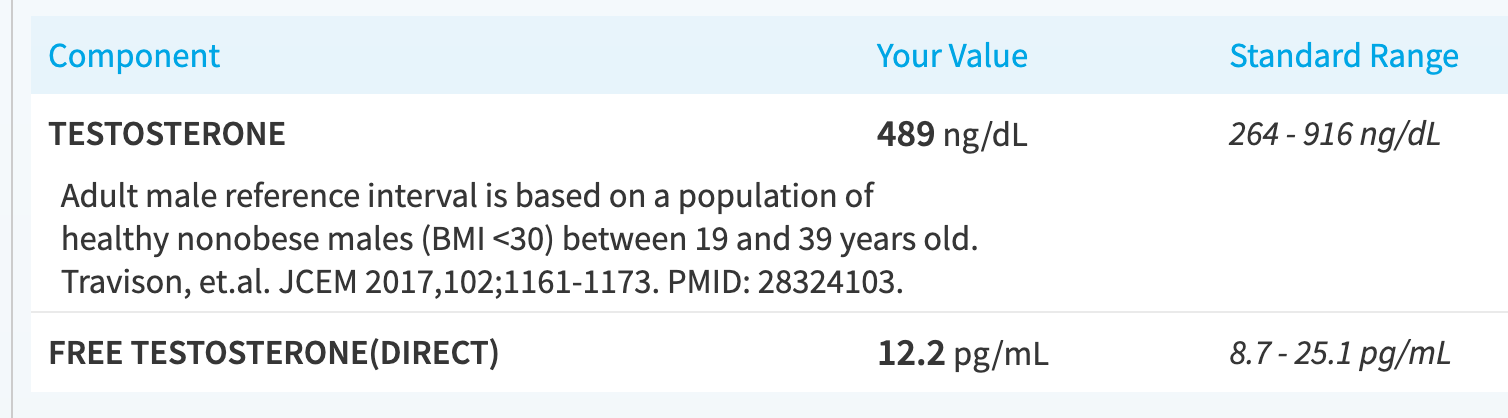 Component Your Value Standard Range
TESTOSTERONE 489 ng/dL 264 - 916 ng/dL
Adult male reference interval is based on a population of
healthy nonobese males (BMI <30) between 19 and 39 years old.
Travison, et.al. JCEM 2017,102;1161-1173. PMID: 28324103.
FREE TESTOSTERONE(DIRECT) 12.2 pg/mL 8.7 - 25.1 pg/mL